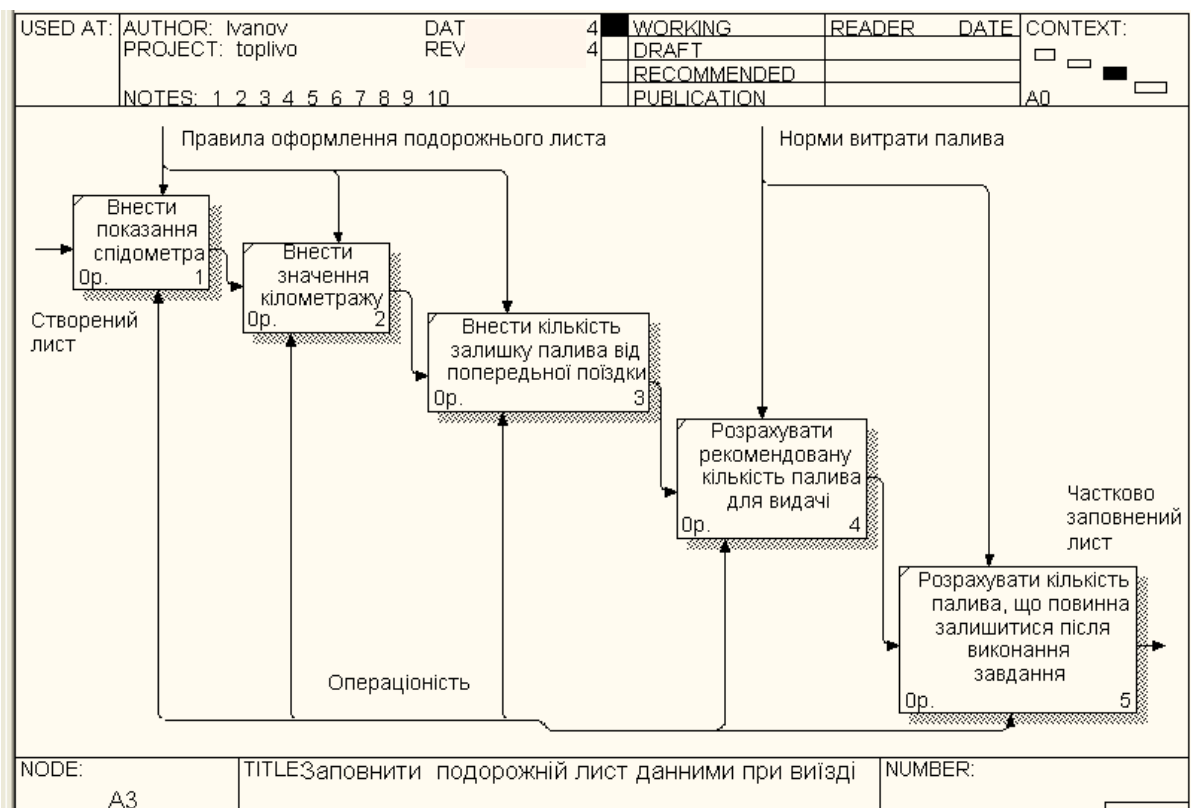 USED AT: AUTHOR: Ivanov DAT 4 WORKING READER DATE CONTEXT:
PROJECT: toplivo REV 4 DRAFT
RECOMMENDED
NOTES: 1 2 3 4 5 6 7 8 9 10 PUBLICATION A0
Правила оформлення подорожнього листа
Норми витрати палива
Внести
показання
спідометра
0р. 1
Внести
значення
кілометражу
0р. 2
Створений
лист
Внести кількість
залишку палива від
попередьної поїздки
0р. 3
Розрахувати
рекомендовану
кількість палива
для видачі
0р. 4
Частково
заповнений
лист
Розрахувати кількість
палива, що повинна
залишитися після
виконання
завдання
0р. 5
Операціоність
NODE: TITLE: Заповнити подорожній лист данними при виїзді NUMBER:
A3